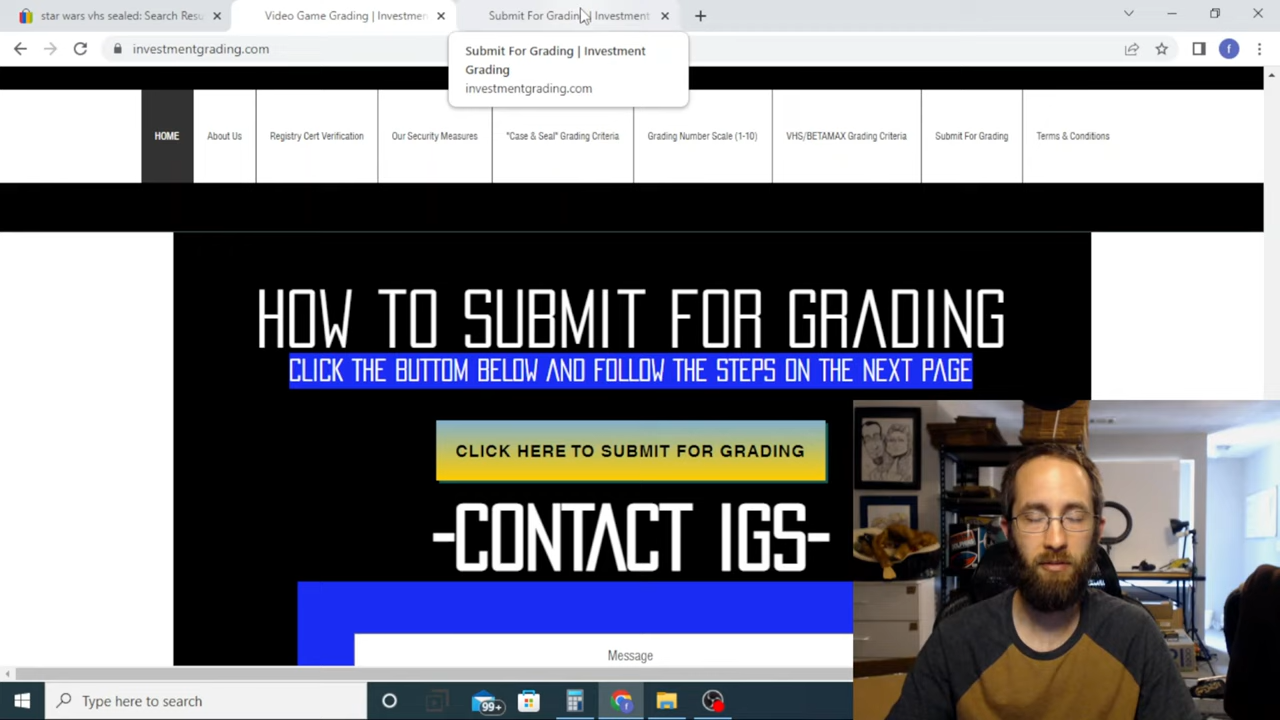 star wars vhs sealed: Search Resu
Video Game Grading | Investmen
Submit For Grading | Investment
investmentgrading.com
f
Submit For Grading | Investment
Grading
investmentgrading.com
HOME
About Us
Registry Cert Verification
Our Security Measures
"Case & Seal" Grading Criteria
Grading Number Scale (1-10)
VHS/BETAMAX Grading Criteria
Submit For Grading
Terms & Conditions
HOW TO SUBMIT FOR GRADING
CLICK THE BUTTOM BELOW AND FOLLOW THE STEPS ON THE NEXT PAGE
CLICK HERE TO SUBMIT FOR GRADING
-CONTACT IGS-
Message
Type here to search
99+